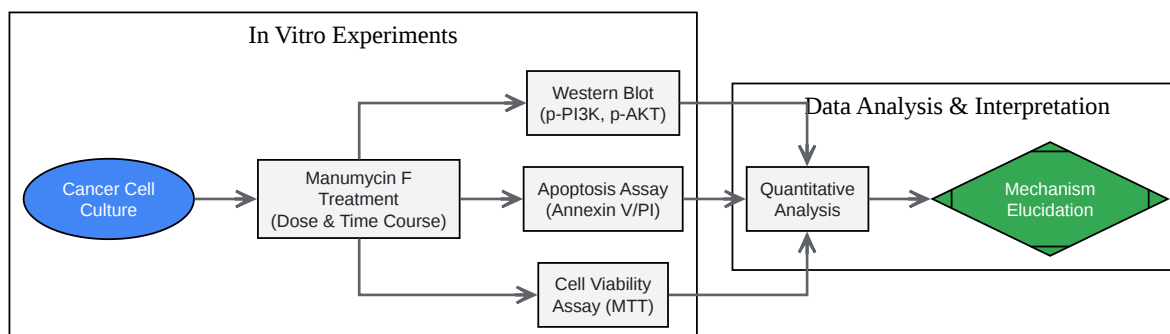 In Vitro Experiments
Cancer Cell
Culture
Manumycin F
Treatment
(Dose & Time Course)
Western Blot
(p-PI3K, p-AKT)
Apoptosis Assay
(Annexin V/PI)
Cell Viability
Assay (MTT)
Data Analysis & Interpretation
Quantitative
Analysis
Mechanism
Elucidation